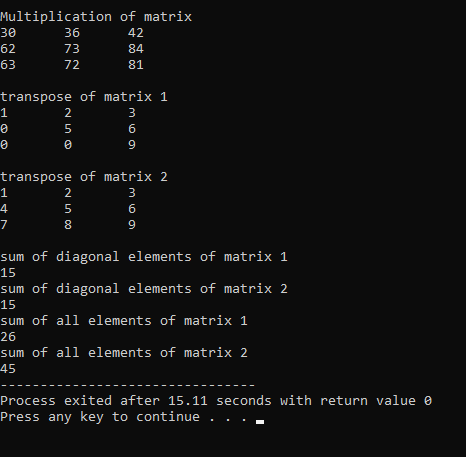 Multiplication of matrix
30 36 42
62 73 84
63 72 81
transpose of matrix 1
1 2 3
0 5 6
0 0 9
transpose of matrix 2
1 2 3
4 5 6
7 8 9
sum of diagonal elements of matrix 1
15
sum of diagonal elements of matrix 2
15
sum of all elements of matrix 1
26
sum of all elements of matrix 2
45
--------------------------------
Process exited after 15.11 seconds with return value 0
Press any key to continue . . .